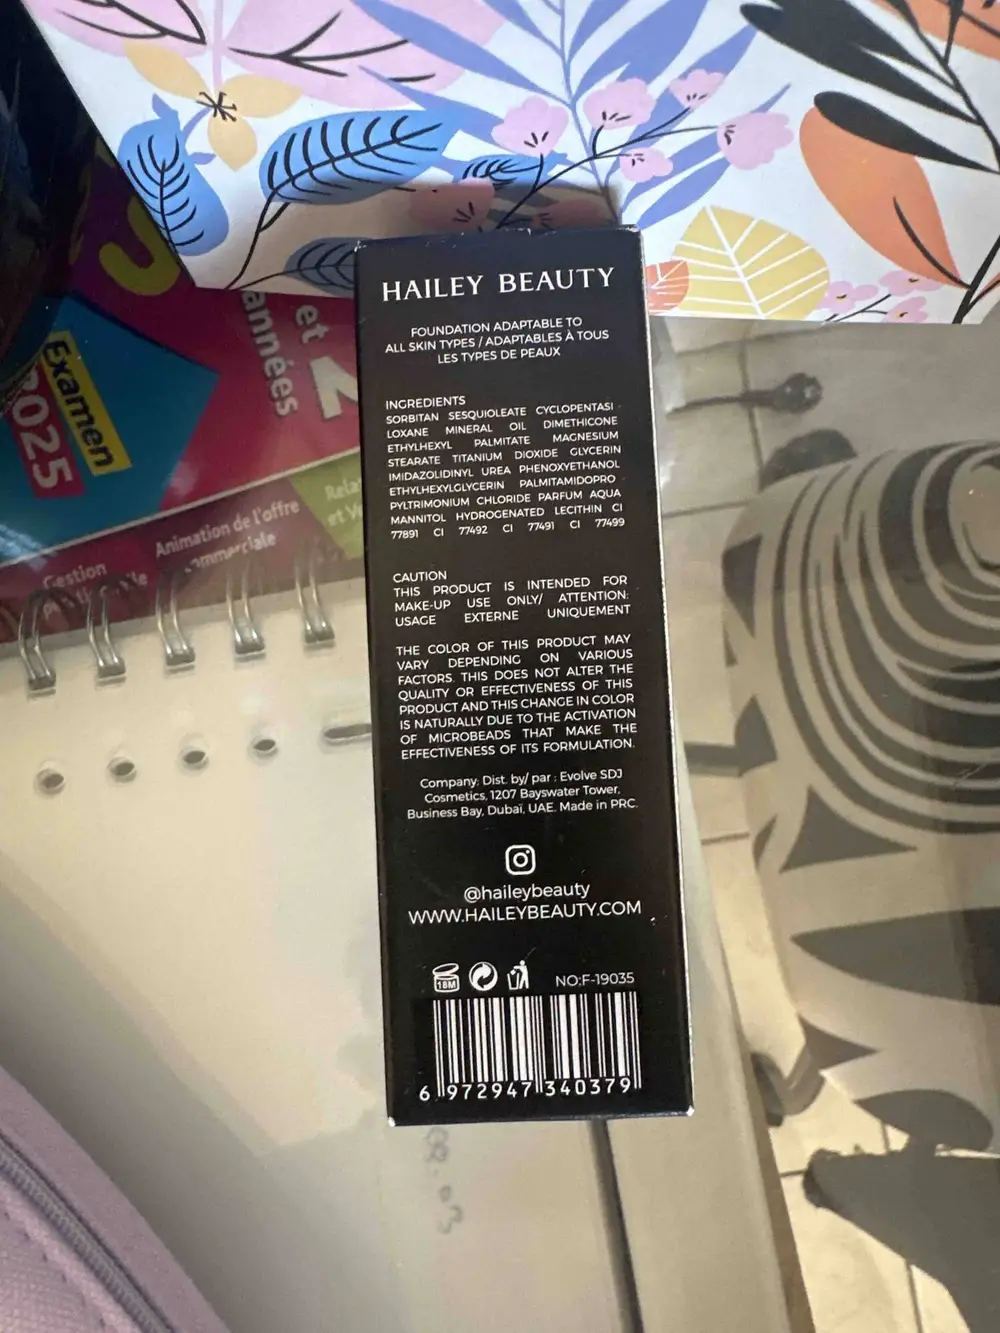 HAILEY BEAUTY
FOUNDATION ADAPTABLE TO
ALL SKIN TYPES / ADAPTABLES À TOUS
LES TYPES DE PEAUX
INGREDIENTS
SORBITAN SESQUIOLEATE CYCLOPENTASI
LOXANE MINERAL OIL DIMETHICONE
ETHYLHEXYL PALMITATE MAGNESIUM
STEARATE TITANIUM DIOXIDE GLYCERIN
IMIDAZOLIDINYL UREA PHENOXYETHANOL
ETHYLHEXYLGLYCERIN PALMITAMIDOPRO
PYLTRIMONIUM CHLORIDE PARFUM AQUA
MANNITOL HYDROGENATED LECITHIN CI
77891 CI 77492 CI 77491 CI 77499
CAUTION
THIS PRODUCT IS INTENDED FOR
MAKE-UP USE ONLY/ ATTENTION:
USAGE EXTERNE UNIQUEMENT
THE COLOR OF THIS PRODUCT MAY
VARY DEPENDING ON VARIOUS
FACTORS. THIS DOES NOT ALTER THE
QUALITY OR EFFECTIVENESS OF THIS
PRODUCT AND THIS CHANGE IN COLOR
IS NATURALLY DUE TO THE ACTIVATION
OF MICROBEADS THAT MAKE THE
EFFECTIVENESS OF ITS FORMULATION.
Company: Dist. by/ par : Evolve SDJ
Cosmetics, 1207 Bayswater Tower,
Business Bay, Dubaï, UAE. Made in PRC.
@haileybeauty
WWW.HAILEYBEAUTY.COM
18M
NO:F-19035
6 972947 340379
et
années
Examen
2025
Animation de l'offre
commerciale
Gestion
Rela
et V